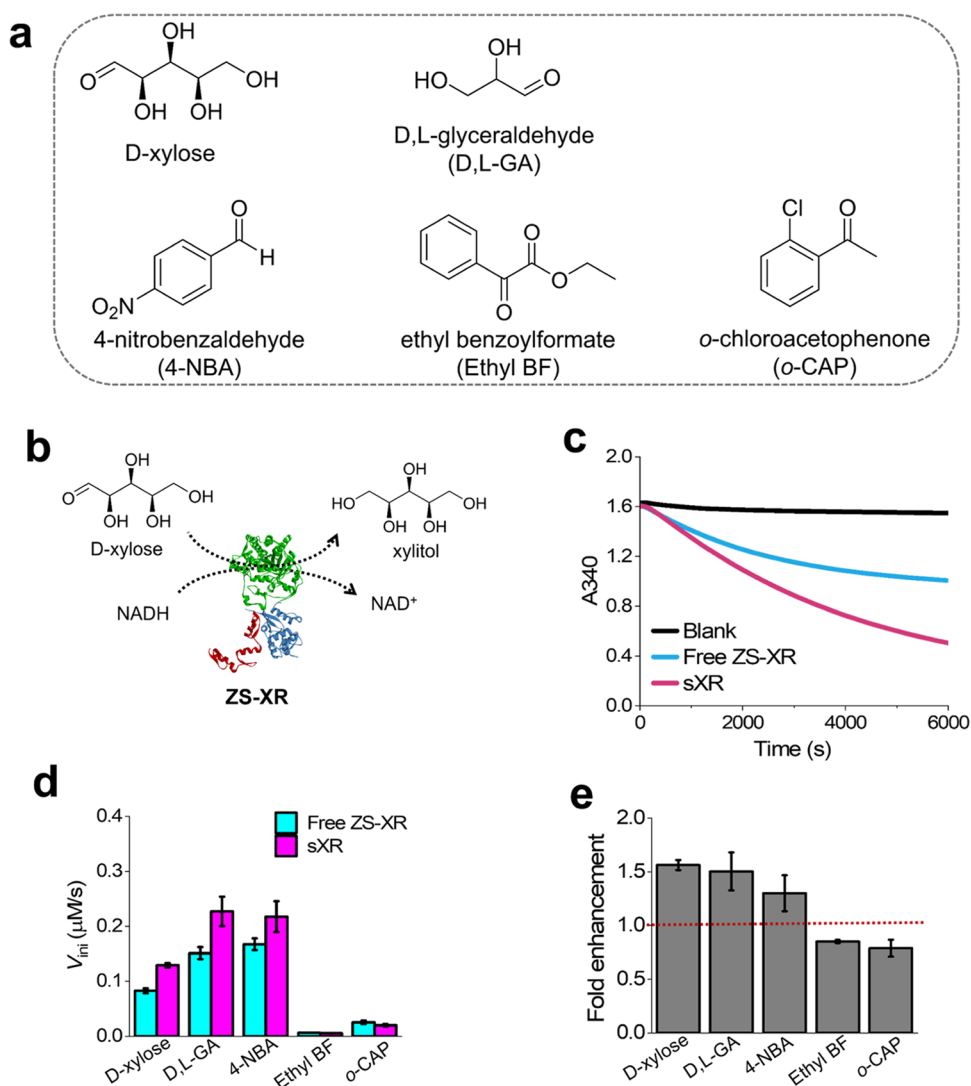 a
OH
O
OH
OH
OH
D-xylose
OH
HO
O
D,L-glyceraldehyde
(D,L-GA)
O
H
O₂N
4-nitrobenzaldehyde
(4-NBA)
O
O
O
ethyl benzoylformate
(Ethyl BF)
Cl
O
o-chloroacetophenone
(o-CAP)
b
OH
O
OH
OH
OH
D-xylose
NADH
OH
HO
OH
OH
OH
xylitol
NAD⁺
ZS-XR
c
2.0
1.6
1.2
0.8
0.4
0.0
A340
Blank
Free ZS-XR
sXR
0
2000
4000
6000
Time (s)
d
0.4
0.3
0.2
0.1
0.0
Vini (μM/s)
Free ZS-XR
sXR
D-xylose
D,L-GA
4-NBA
Ethyl BF
o-CAP
e
2.0
1.5
1.0
0.5
0.0
Fold enhancement
D-xylose
D,L-GA
4-NBA
Ethyl BF
o-CAP